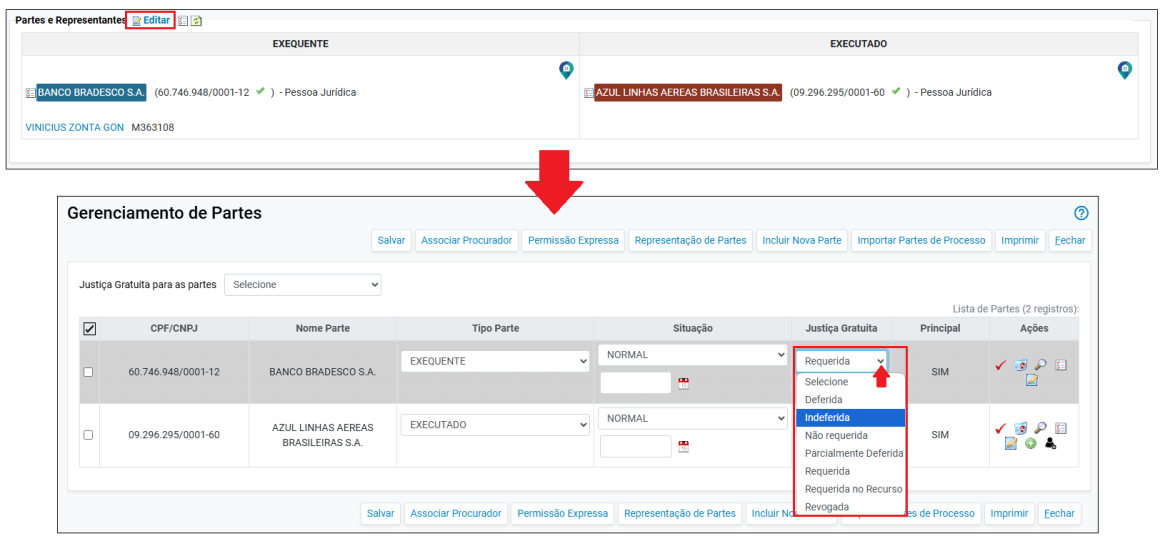 Partes e Representantes Editar
EXEQUENTE EXECUTADO
BANCO BRADESCO S.A. (60.746.948/0001-12 ) - Pessoa Jurídica AZUL LINHAS AEREAS BRASILEIRAS S.A. (09.296.295/0001-60 ) - Pessoa Jurídica
VINICIUS ZONTA GON M363108
Gerenciamento de Partes
Salvar Associar Procurador Permissão Expressa Representação de Partes Incluir Nova Parte Importar Partes de Processo Imprimir Fechar
Justiça Gratuita para as partes Selecione
Lista de Partes (2 registros):
CPF/CNPJ Nome Parte Tipo Parte Situação Justiça Gratuita Principal Ações
60.746.948/0001-12 BANCO BRADESCO S.A. EXEQUENTE NORMAL Requerida SIM
Selecione
Deferida
Indeferida
Não requerida
Parcialmente Deferida
Requerida
Requerida no Recurso
Revogada
09.296.295/0001-60 AZUL LINHAS AEREAS BRASILEIRAS S.A. EXECUTADO NORMAL SIM
Salvar Associar Procurador Permissão Expressa Representação de Partes Incluir es de Processo Imprimir Fechar